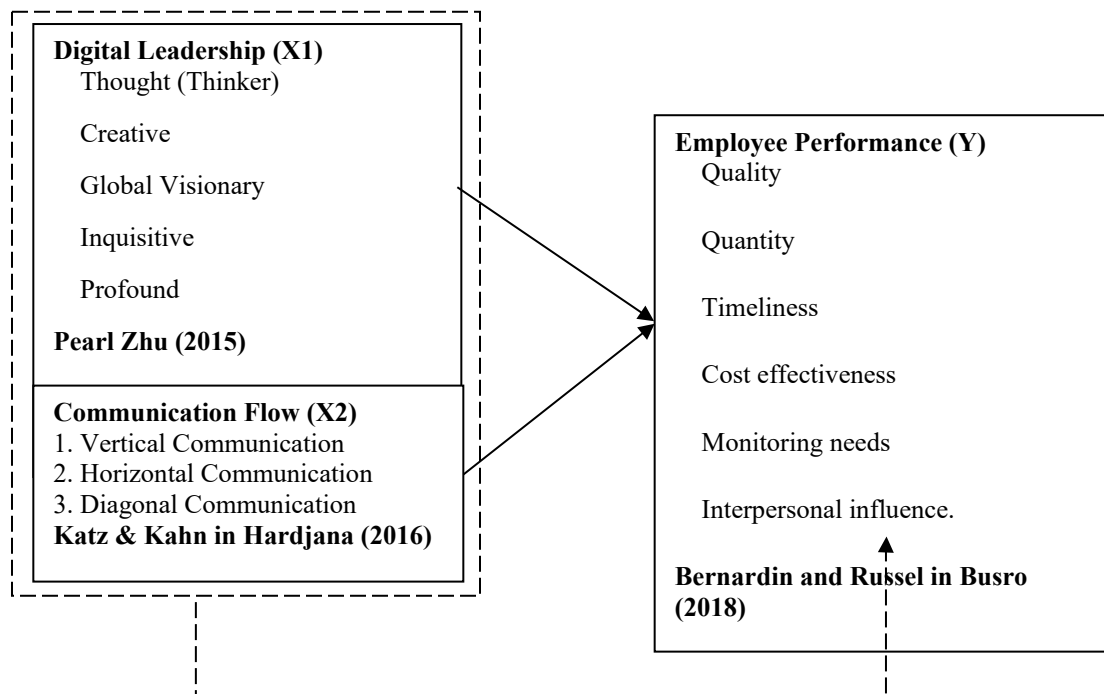 Digital Leadership (X1)
Thought (Thinker)
Creative
Global Visionary
Inquisitive
Profound
Pearl Zhu (2015)
Communication Flow (X2)
1. Vertical Communication
2. Horizontal Communication
3. Diagonal Communication
Katz & Kahn in Hardjana (2016)
Employee Performance (Y)
Quality
Quantity
Timeliness
Cost effectiveness
Monitoring needs
Interpersonal influence.
Bernardin and Russel in Busro
(2018)